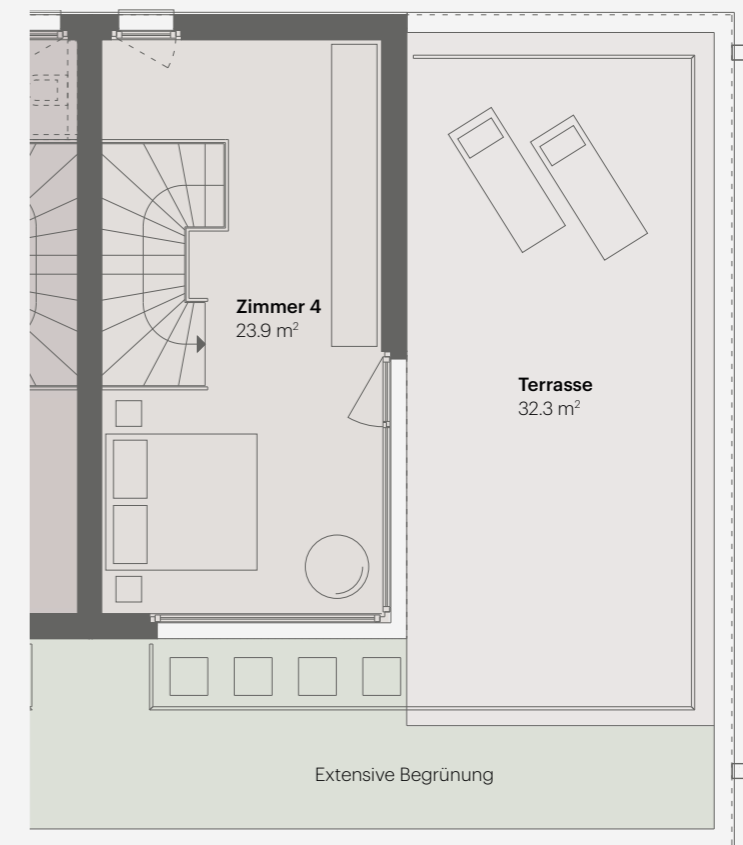 Zimmer 4
23.9 m²
Terrasse
32.3 m²
Extensive Begrünung